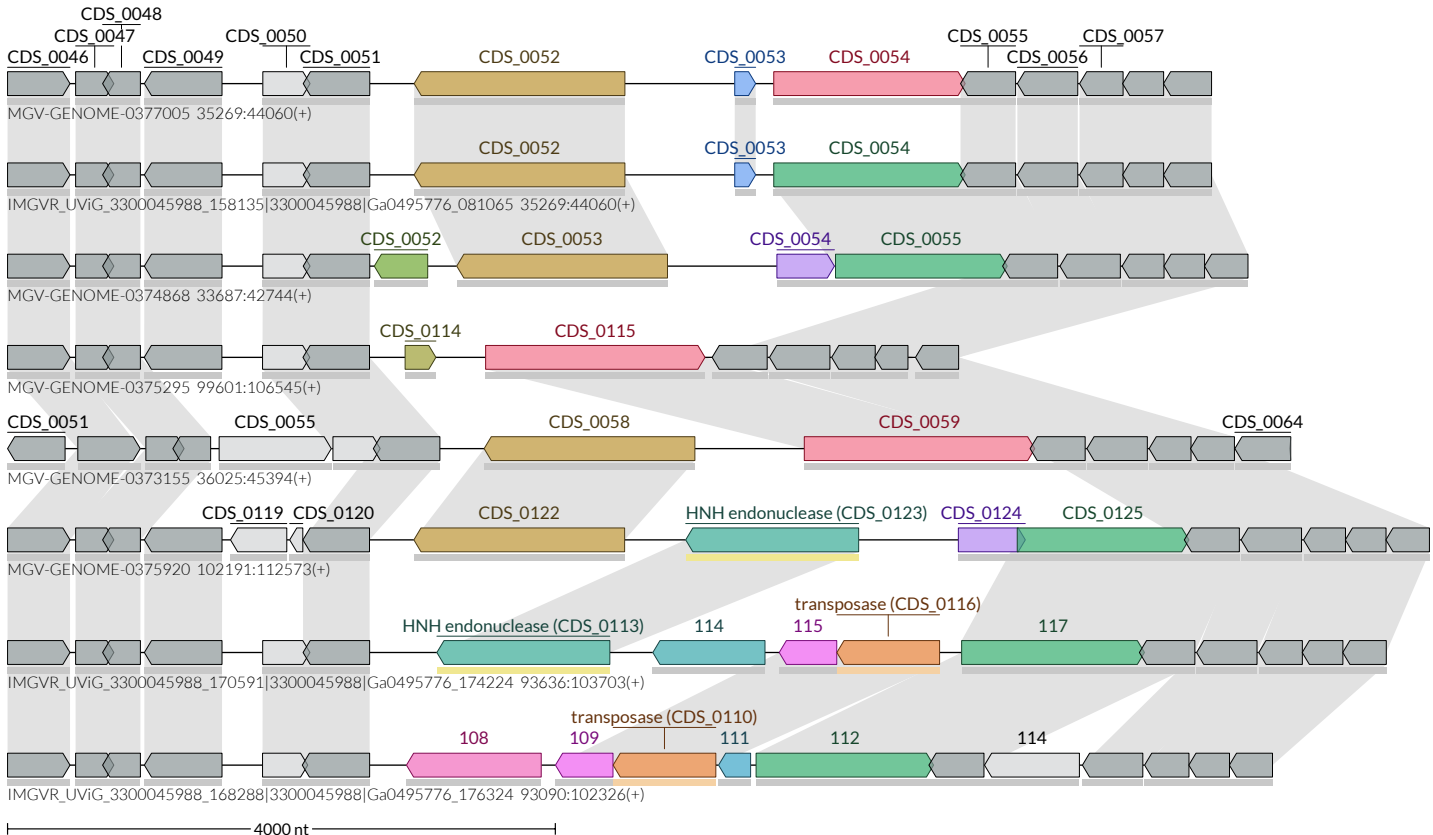 CDS_0048
CDS_0047 CDS_0050 CDS_0055 CDS_0057
CDS_0046 CDS_0049 CDS_0051 CDS_0052 CDS_0053 CDS_0054 CDS_0056
MGV-GENOME-0377005 35269:44060(+)
CDS_0052 CDS_0053 CDS_0054
IMGVR_UViG_3300045988_158135|3300045988|Ga0495776_081065 35269:44060(+)
CDS_0052 CDS_0053 CDS_0054 CDS_0055
MGV-GENOME-0374868 33687:42744(+)
CDS_0114 CDS_0115
MGV-GENOME-0375295 99601:106545(+)
CDS_0051 CDS_0055 CDS_0058 CDS_0059 CDS_0064
MGV-GENOME-0373155 36025:45394(+)
CDS_0119 CDS_0120 CDS_0122 HNH endonuclease (CDS_0123) CDS_0124 CDS_0125
MGV-GENOME-0375920 102191:112573(+)
transposase (CDS_0116)
HNH endonuclease (CDS_0113) 114 115 117
IMGVR_UViG_3300045988_170591|3300045988|Ga0495776_174224 93636:103703(+)
transposase (CDS_0110)
108 109 111 112 114
IMGVR_UViG_3300045988_168288|3300045988|Ga0495776_176324 93090:102326(+)
4000 nt